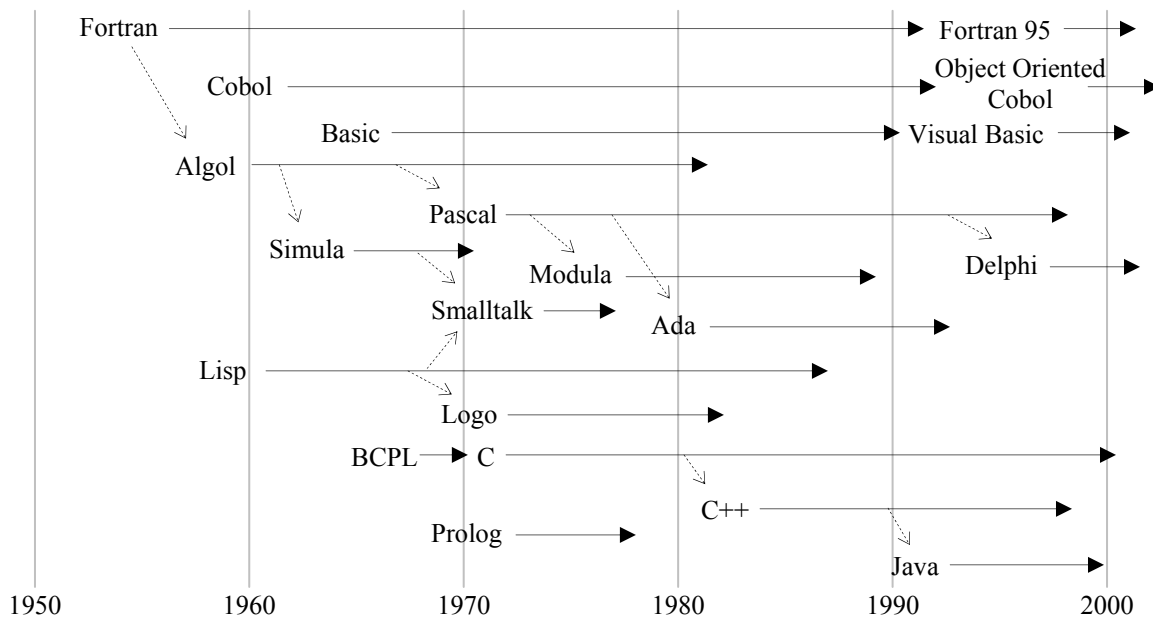 Fortran
Fortran 95
Cobol
Object Oriented
Cobol
Basic
Visual Basic
Algol
Pascal
Simula
Delphi
Modula
Smalltalk
Ada
Lisp
Logo
BCPL
C
C++
Prolog
Java
1950
1960
1970
1980
1990
2000